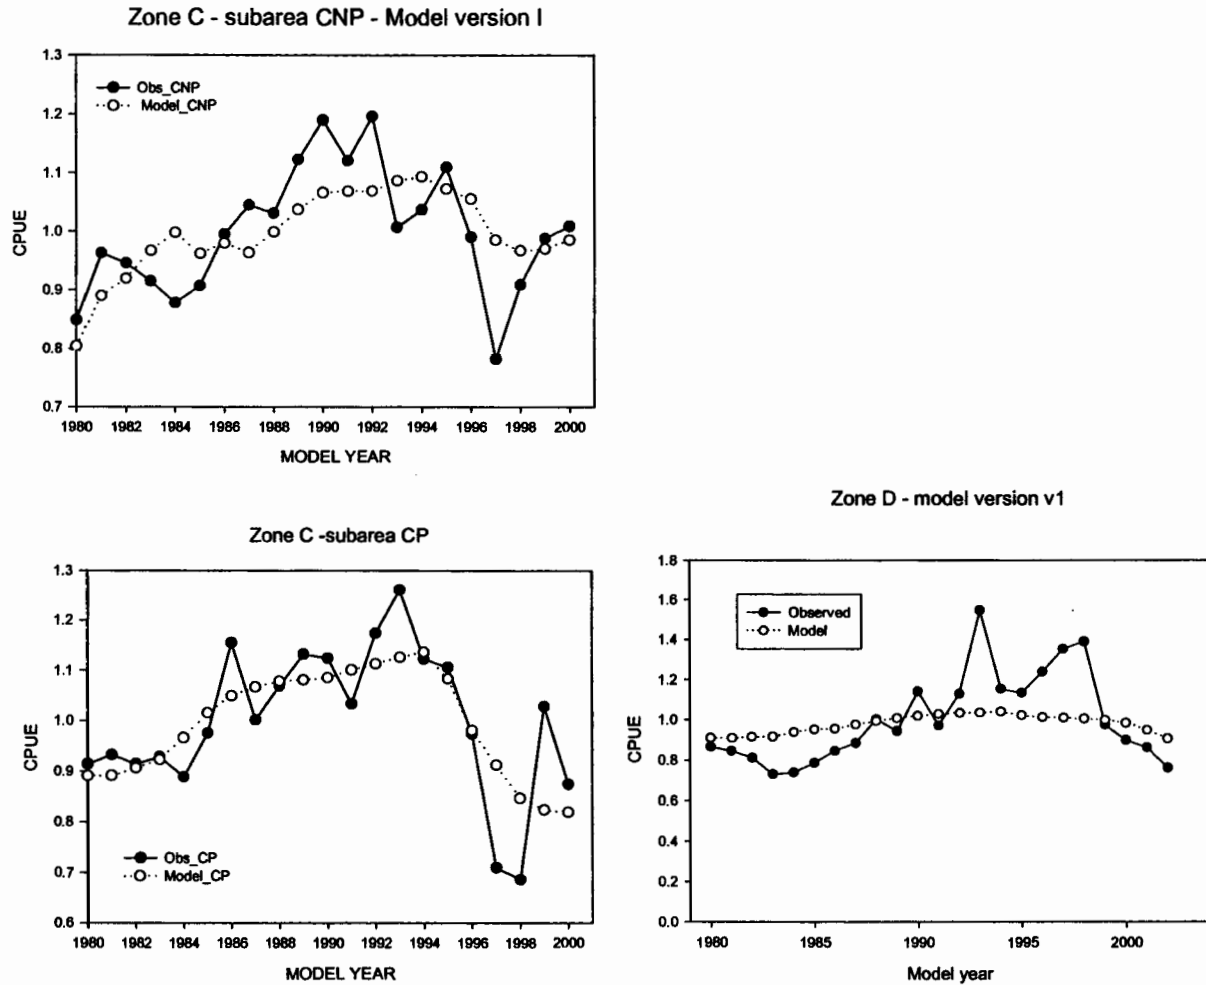 Zone C - subarea CNP - Model version I
1.3
1.2
1.1
1.0
0.9
0.8
0.7
CPUE
Obs_CNP
Model_CNP
1980 1982 1984 1986 1988 1990 1992 1994 1996 1998 2000
MODEL YEAR
Zone C -subarea CP
1.3
1.2
1.1
1.0
0.9
0.8
0.7
0.6
CPUE
Obs_CP
Model_CP
1980 1982 1984 1986 1988 1990 1992 1994 1996 1998 2000
MODEL YEAR
Zone D - model version v1
1.8
1.6
1.4
1.2
1.0
0.8
0.6
0.4
0.2
0.0
CPUE
Observed
Model
1980 1985 1990 1995 2000
Model year